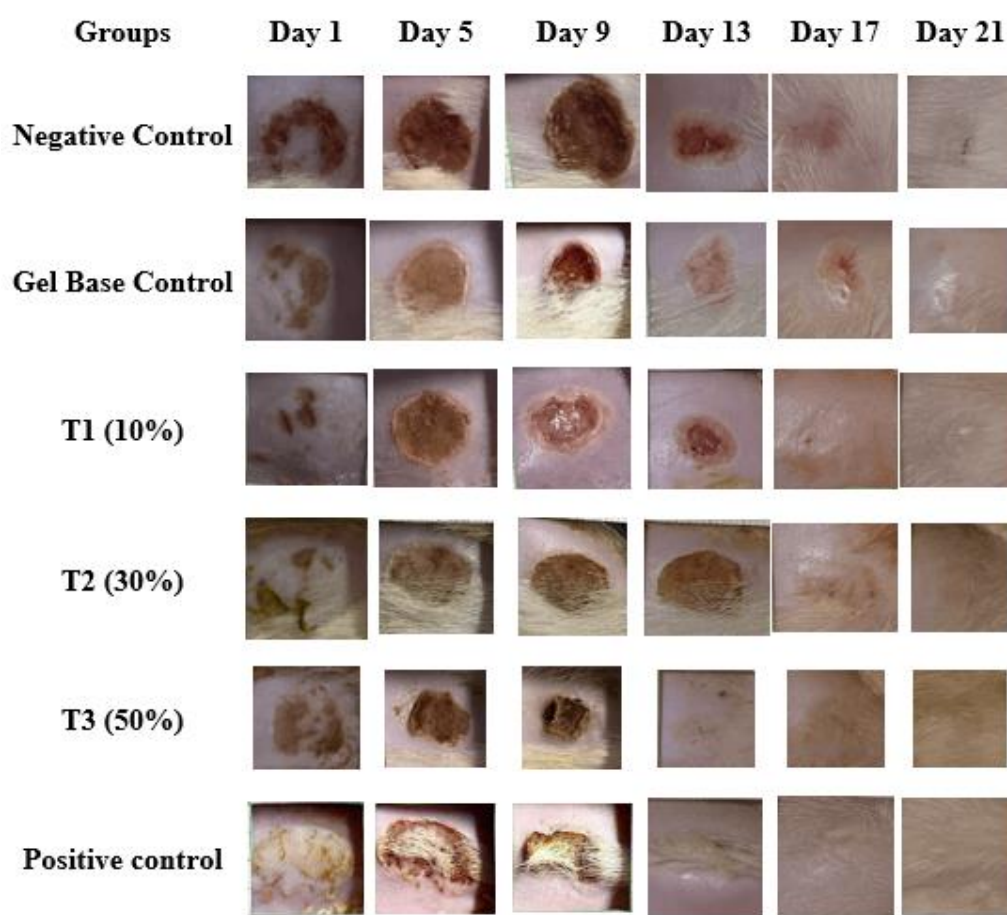 Groups Day 1 Day 5 Day 9 Day 13 Day 17 Day 21
Negative Control
Gel Base Control
T1 (10%)
T2 (30%)
T3 (50%)
Positive control